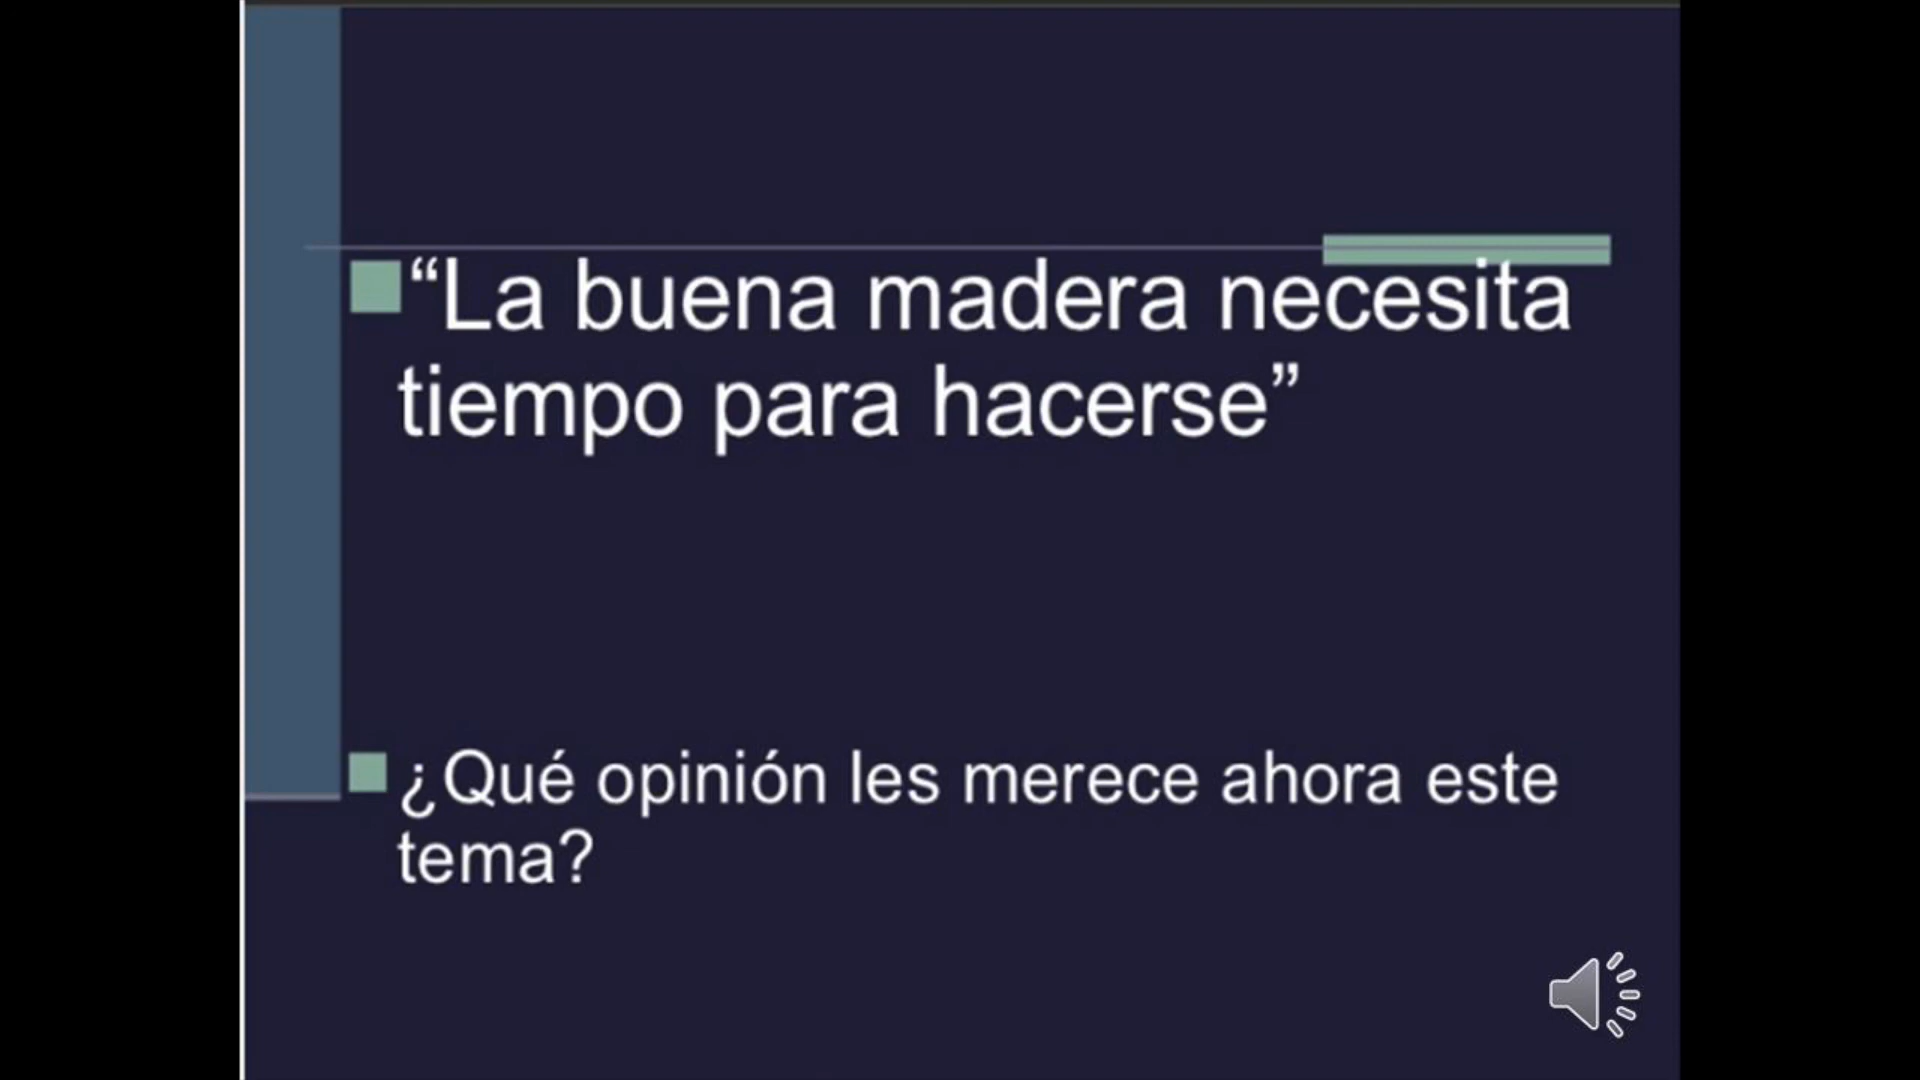 “La buena madera necesita
tiempo para hacerse”
¿Qué opinión les merece ahora este
tema?